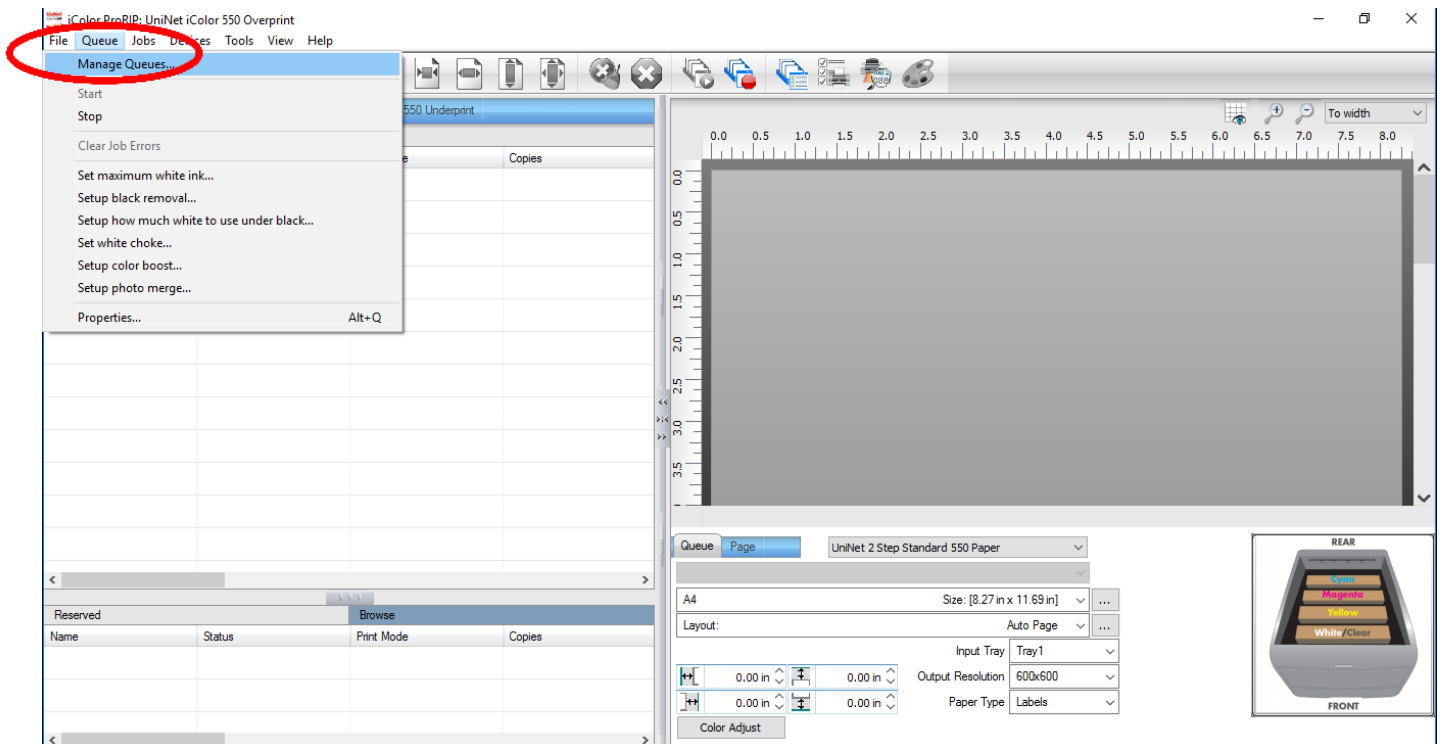 iColor ProRIP: UniNet iColor 550 Overprint
File Queue Jobs Devices Tools View Help
Manage Queues...
Start
Stop
Clear Job Errors
Set maximum white ink...
Setup black removal...
Setup how much white to use under black...
Set white choke...
Setup color boost...
Setup photo merge...
Properties... Alt+Q
550 Underprint
Copies
To width
0.0 0.5 1.0 1.5 2.0 2.5 3.0 3.5 4.0 4.5 5.0 5.5 6.0 6.5 7.0 7.5 8.0
0.0
0.5
1.0
1.5
2.0
2.5
3.0
3.5
Reserved Browse
Name Status Print Mode Copies
Queue Page UniNet 2 Step Standard 550 Paper
A4 Size: [8.27 in x 11.69 in] ...
Layout: Auto Page ...
Input Tray Tray1
0.00 in 0.00 in Output Resolution 600x600
0.00 in 0.00 in Paper Type Labels
Color Adjust
REAR
Cyan
Magenta
Yellow
White/Clear
FRONT